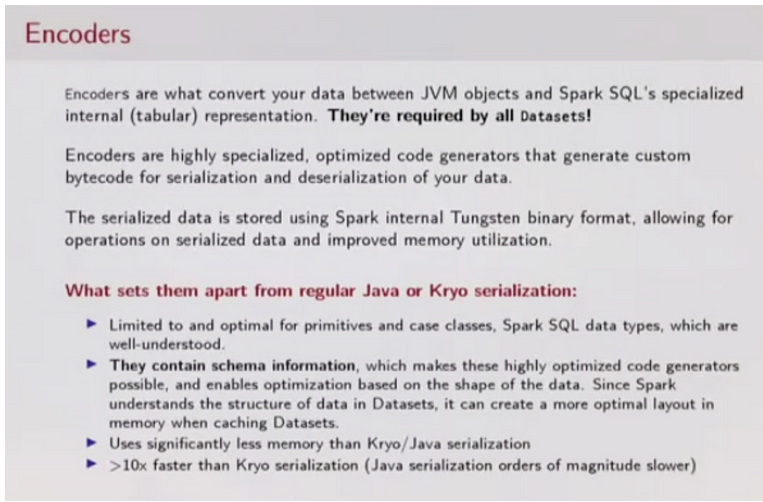 Encoders
Encoders are what convert your data between JVM objects and Spark SQL's specialized
internal (tabular) representation. They're required by all Datasets!
Encoders are highly specialized, optimized code generators that generate custom
bytecode for serialization and deserialization of your data.
The serialized data is stored using Spark internal Tungsten binary format, allowing for
operations on serialized data and improved memory utilization.
What sets them apart from regular Java or Kryo serialization:
▶ Limited to and optimal for primitives and case classes, Spark SQL data types, which are
well-understood.
▶ They contain schema information, which makes these highly optimized code generators
possible, and enables optimization based on the shape of the data. Since Spark
understands the structure of data in Datasets, it can create a more optimal layout in
memory when caching Datasets.
▶ Uses significantly less memory than Kryo/Java serialization
▶ >10x faster than Kryo serialization (Java serialization orders of magnitude slower)